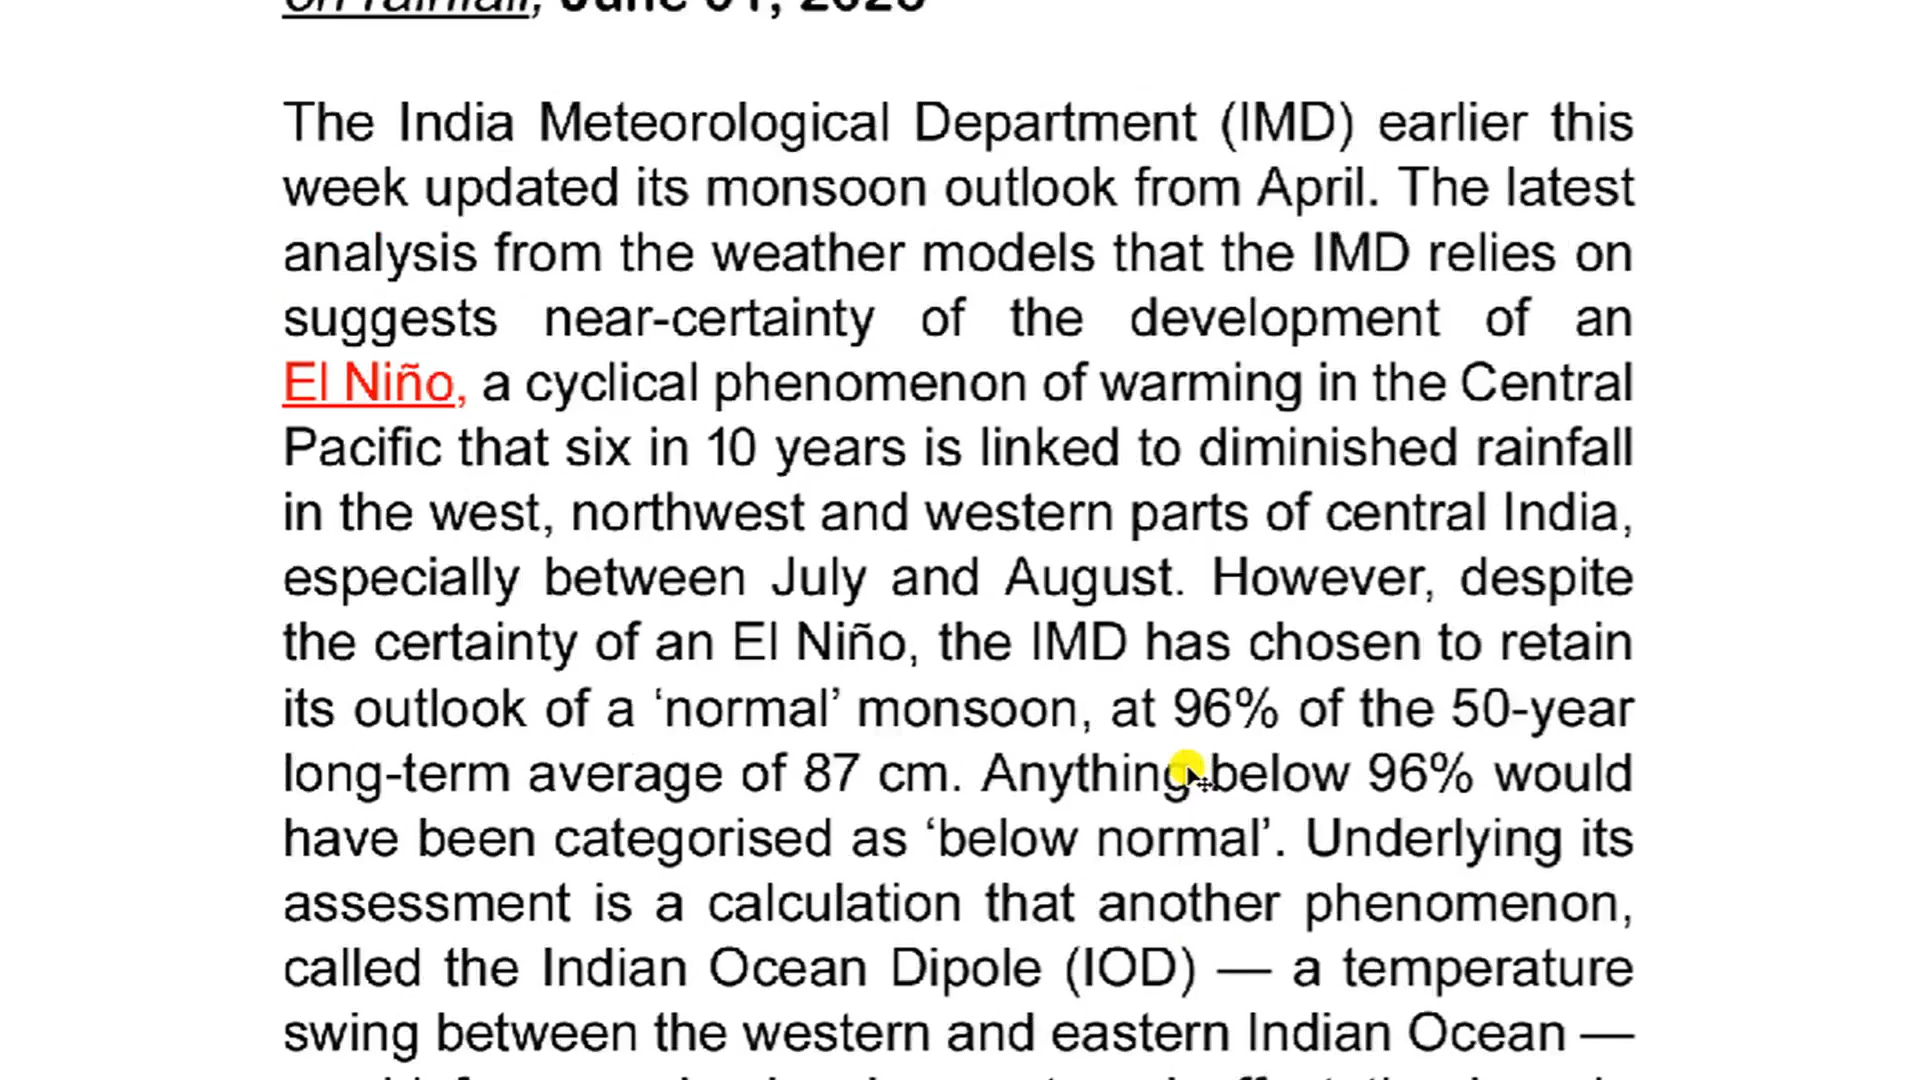 on rainfall, June 01, 2023
The India Meteorological Department (IMD) earlier this
week updated its monsoon outlook from April. The latest
analysis from the weather models that the IMD relies on
suggests near-certainty of the development of an
El Niño, a cyclical phenomenon of warming in the Central
Pacific that six in 10 years is linked to diminished rainfall
in the west, northwest and western parts of central India,
especially between July and August. However, despite
the certainty of an El Niño, the IMD has chosen to retain
its outlook of a ‘normal’ monsoon, at 96% of the 50-year
long-term average of 87 cm. Anything below 96% would
have been categorised as ‘below normal’. Underlying its
assessment is a calculation that another phenomenon,
called the Indian Ocean Dipole (IOD) — a temperature
swing between the western and eastern Indian Ocean —